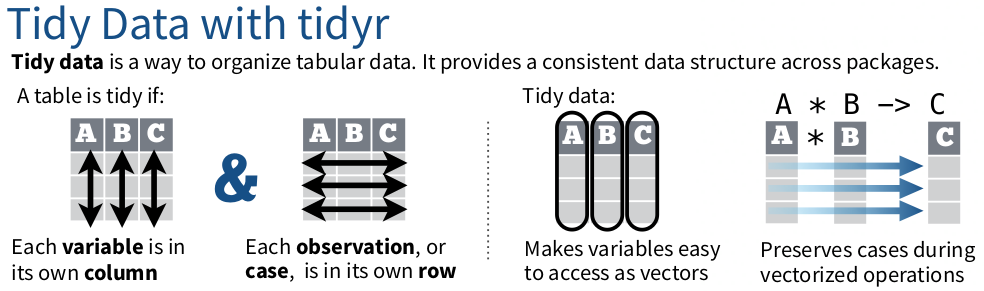 Tidy Data with tidyr
Tidy data is a way to organize tabular data. It provides a consistent data structure across packages.
A table is tidy if:
A B C
&
A B C
Each variable is in
its own column
Each observation, or
case, is in its own row
Tidy data:
A B C
Makes variables easy
to access as vectors
A * B -> C
A * B C
Preserves cases during
vectorized operations